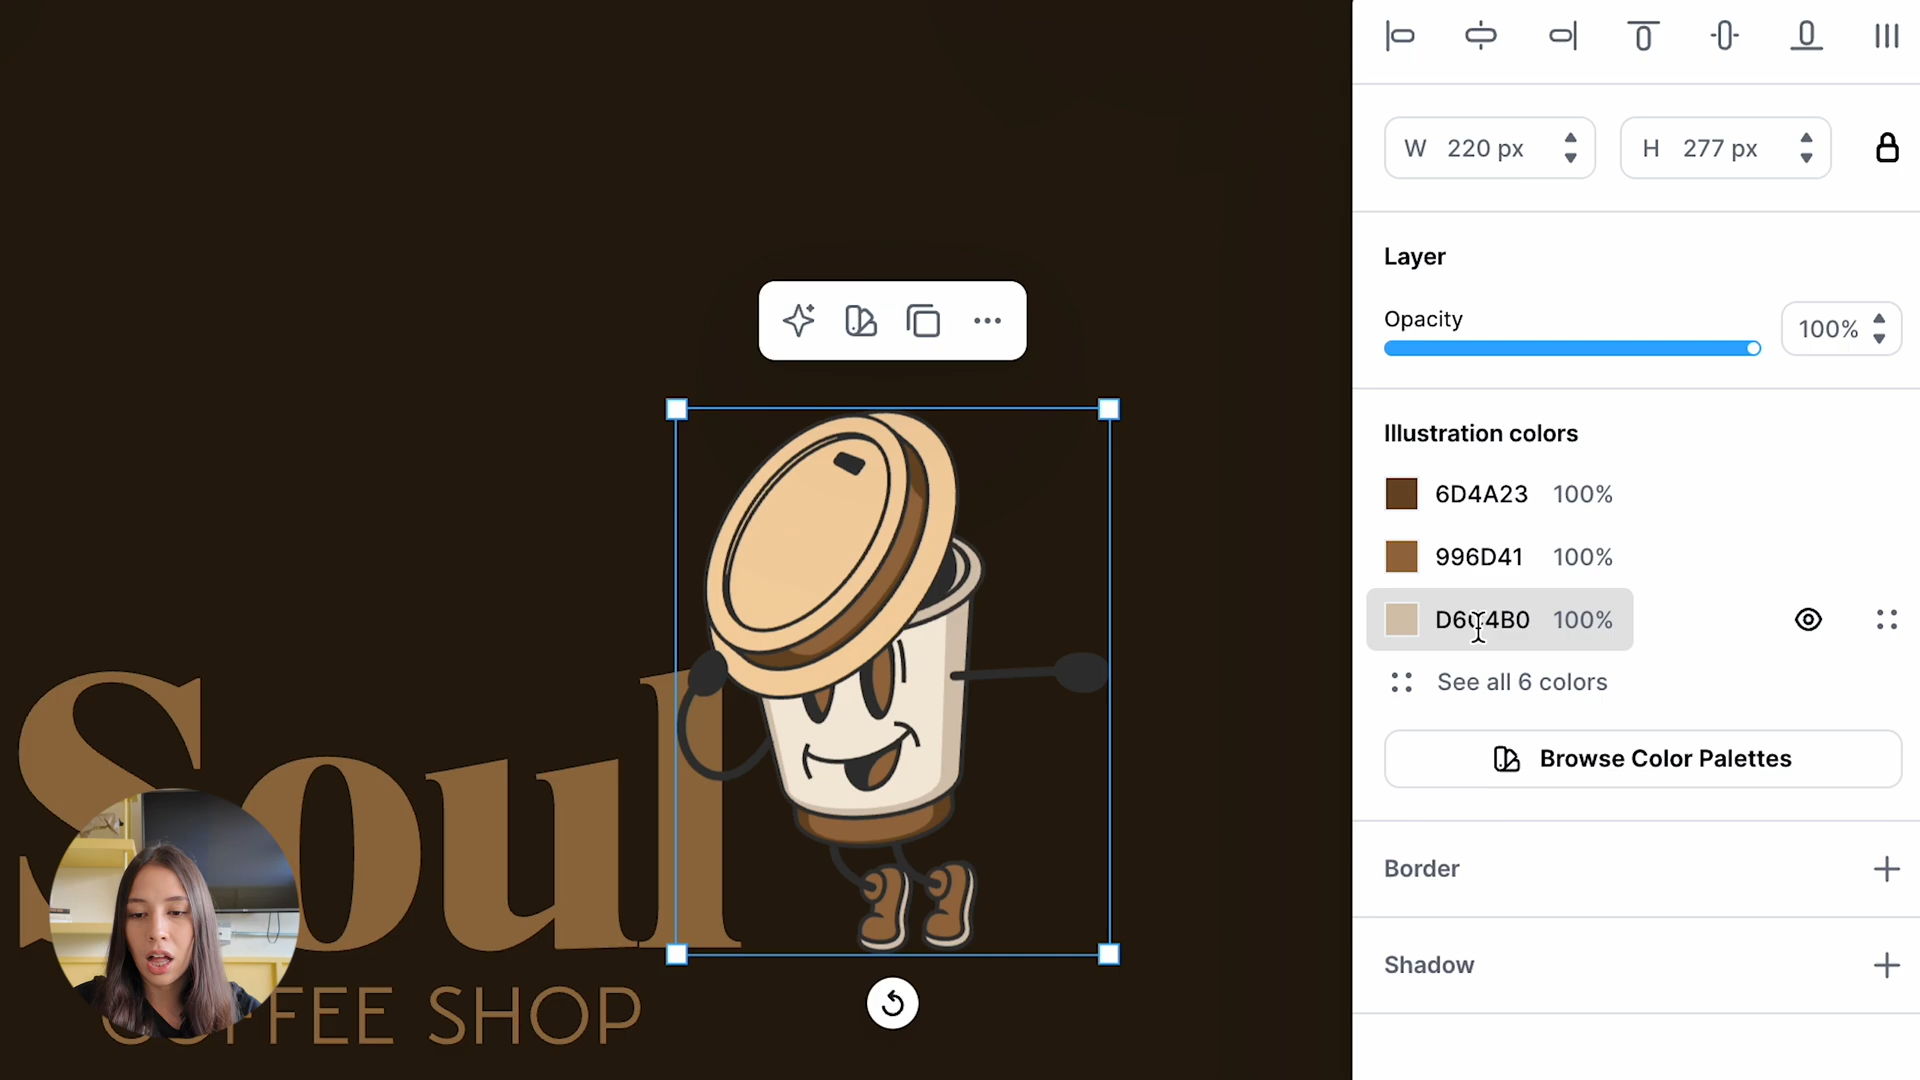 W 220 px H 277 px
Layer
Opacity
100%
Illustration colors
6D4A23 100%
996D41 100%
D6C4B0 100%
See all 6 colors
Browse Color Palettes
Border
Shadow
Soul
COFFEE SHOP